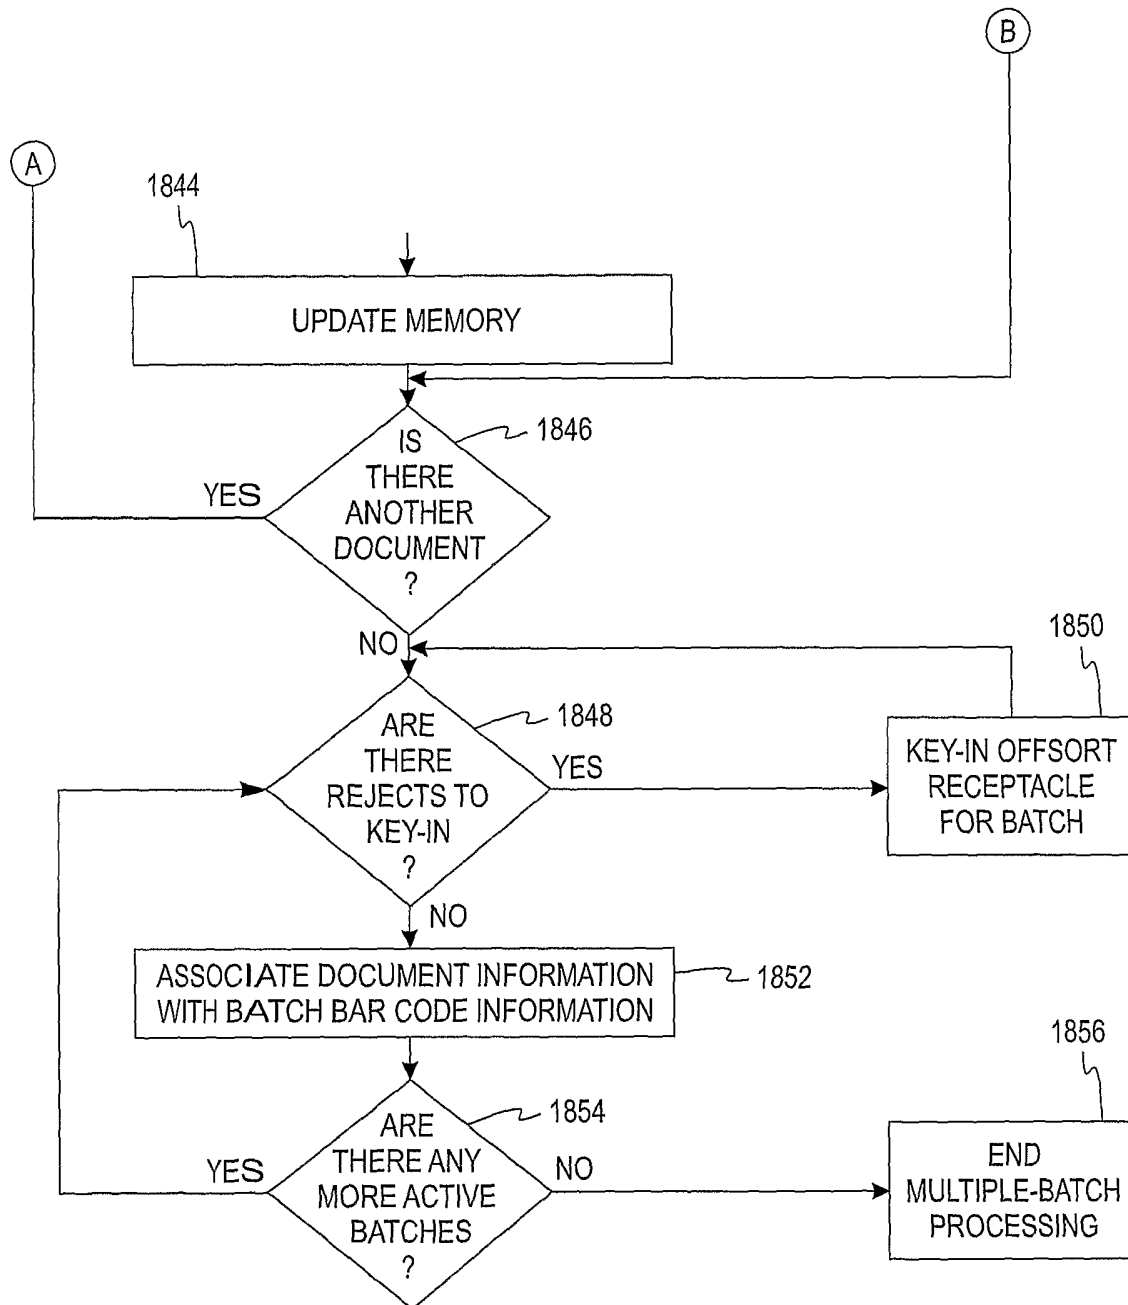 B
A
1844
UPDATE MEMORY
1846
IS
THERE
ANOTHER
DOCUMENT
?
YES
NO
1850
1848
ARE
THERE
REJECTS TO
KEY-IN
?
YES
KEY-IN OFFSORT
RECEPTACLE
FOR BATCH
NO
ASSOCIATE DOCUMENT INFORMATION
WITH BATCH BAR CODE INFORMATION
1852
1856
1854
ARE
THERE ANY
MORE ACTIVE
BATCHES
?
YES
NO
END
MULTIPLE-BATCH
PROCESSING